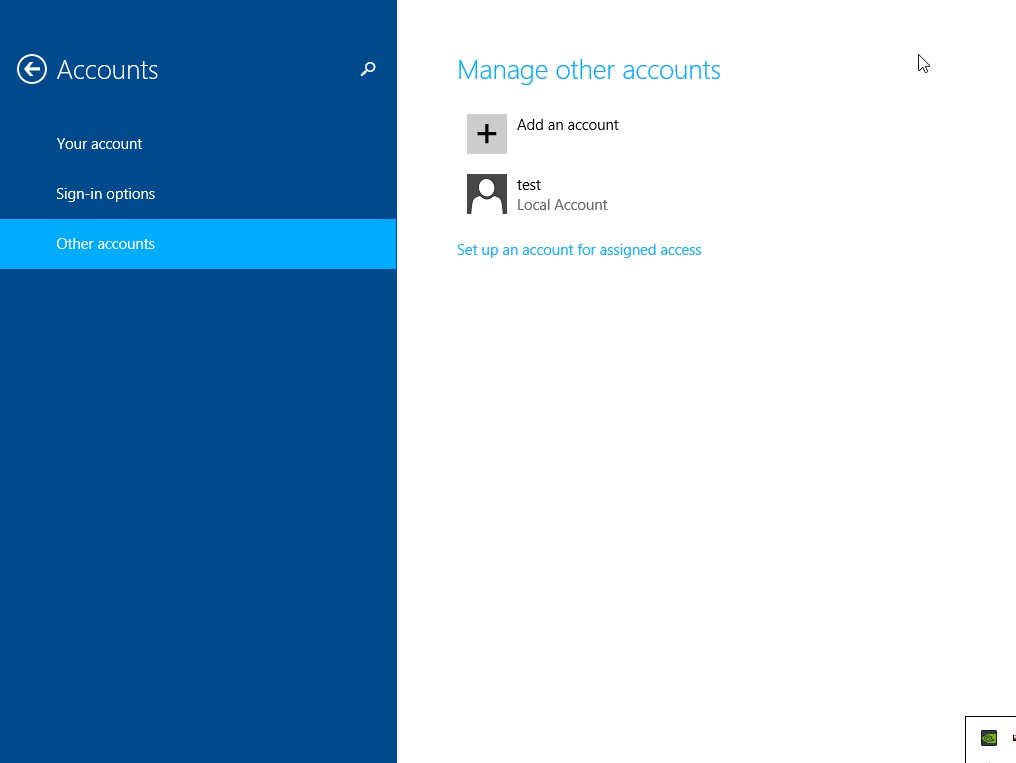 Accounts
Your account
Sign-in options
Other accounts
Manage other accounts
Add an account
test
Local Account
Set up an account for assigned access